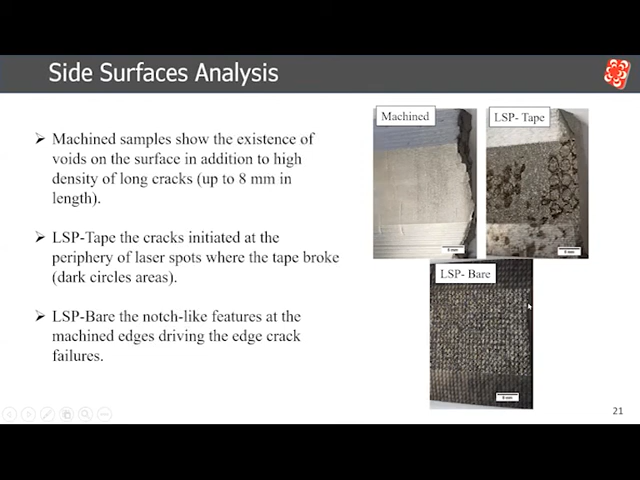 Side Surfaces Analysis
➢ Machined samples show the existence of
voids on the surface in addition to high
density of long cracks (up to 8 mm in
length).
➢ LSP-Tape the cracks initiated at the
periphery of laser spots where the tape broke
(dark circles areas).
➢ LSP-Bare the notch-like features at the
machined edges driving the edge crack
failures.
Machined
LSP- Tape
LSP- Bare
21